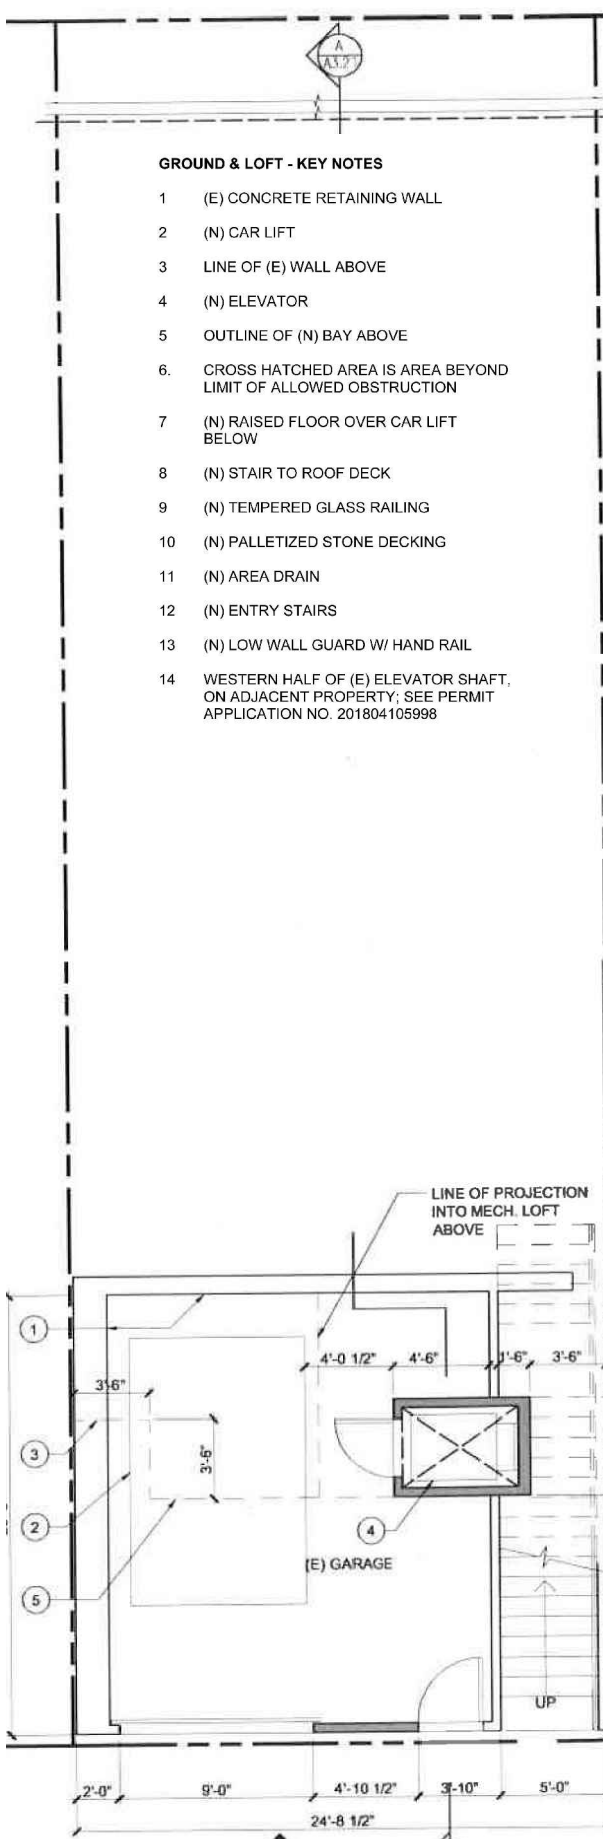 A
A3.21
GROUND & LOFT - KEY NOTES
1 (E) CONCRETE RETAINING WALL
2 (N) CAR LIFT
3 LINE OF (E) WALL ABOVE
4 (N) ELEVATOR
5 OUTLINE OF (N) BAY ABOVE
6. CROSS HATCHED AREA IS AREA BEYOND
LIMIT OF ALLOWED OBSTRUCTION
7 (N) RAISED FLOOR OVER CAR LIFT
BELOW
8 (N) STAIR TO ROOF DECK
9 (N) TEMPERED GLASS RAILING
10 (N) PALLETIZED STONE DECKING
11 (N) AREA DRAIN
12 (N) ENTRY STAIRS
13 (N) LOW WALL GUARD W/ HAND RAIL
14 WESTERN HALF OF (E) ELEVATOR SHAFT,
ON ADJACENT PROPERTY; SEE PERMIT
APPLICATION NO. 201804105998
LINE OF PROJECTION
INTO MECH. LOFT
ABOVE
1
4'-0 1/2" 4'-6" 1'-6" 3'-6"
3'-6"
3
3'-6"
2
4
(E) GARAGE
5
UP
2'-0" 9'-0" 4'-10 1/2" 3'-10" 5'-0"
24'-8 1/2"